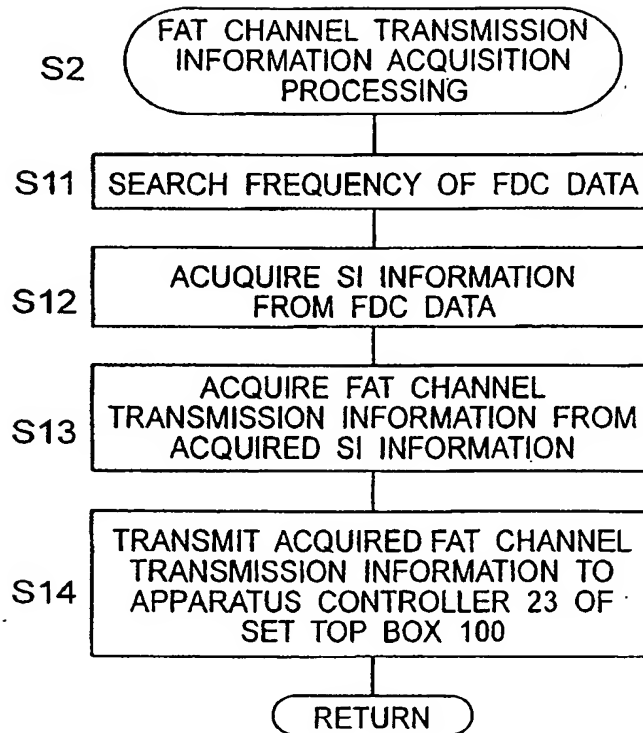 FAT CHANNEL TRANSMISSION
INFORMATION ACQUISITION
PROCESSING
S2
S11
SEARCH FREQUENCY OF FDC DATA
S12
ACUQUIRE SI INFORMATION
FROM FDC DATA
S13
ACQUIRE FAT CHANNEL
TRANSMISSION INFORMATION FROM
ACQUIRED SI INFORMATION
S14
TRANSMIT ACQUIRED FAT CHANNEL
TRANSMISSION INFORMATION TO
APPARATUS CONTROLLER 23 OF
SET TOP BOX 100
RETURN